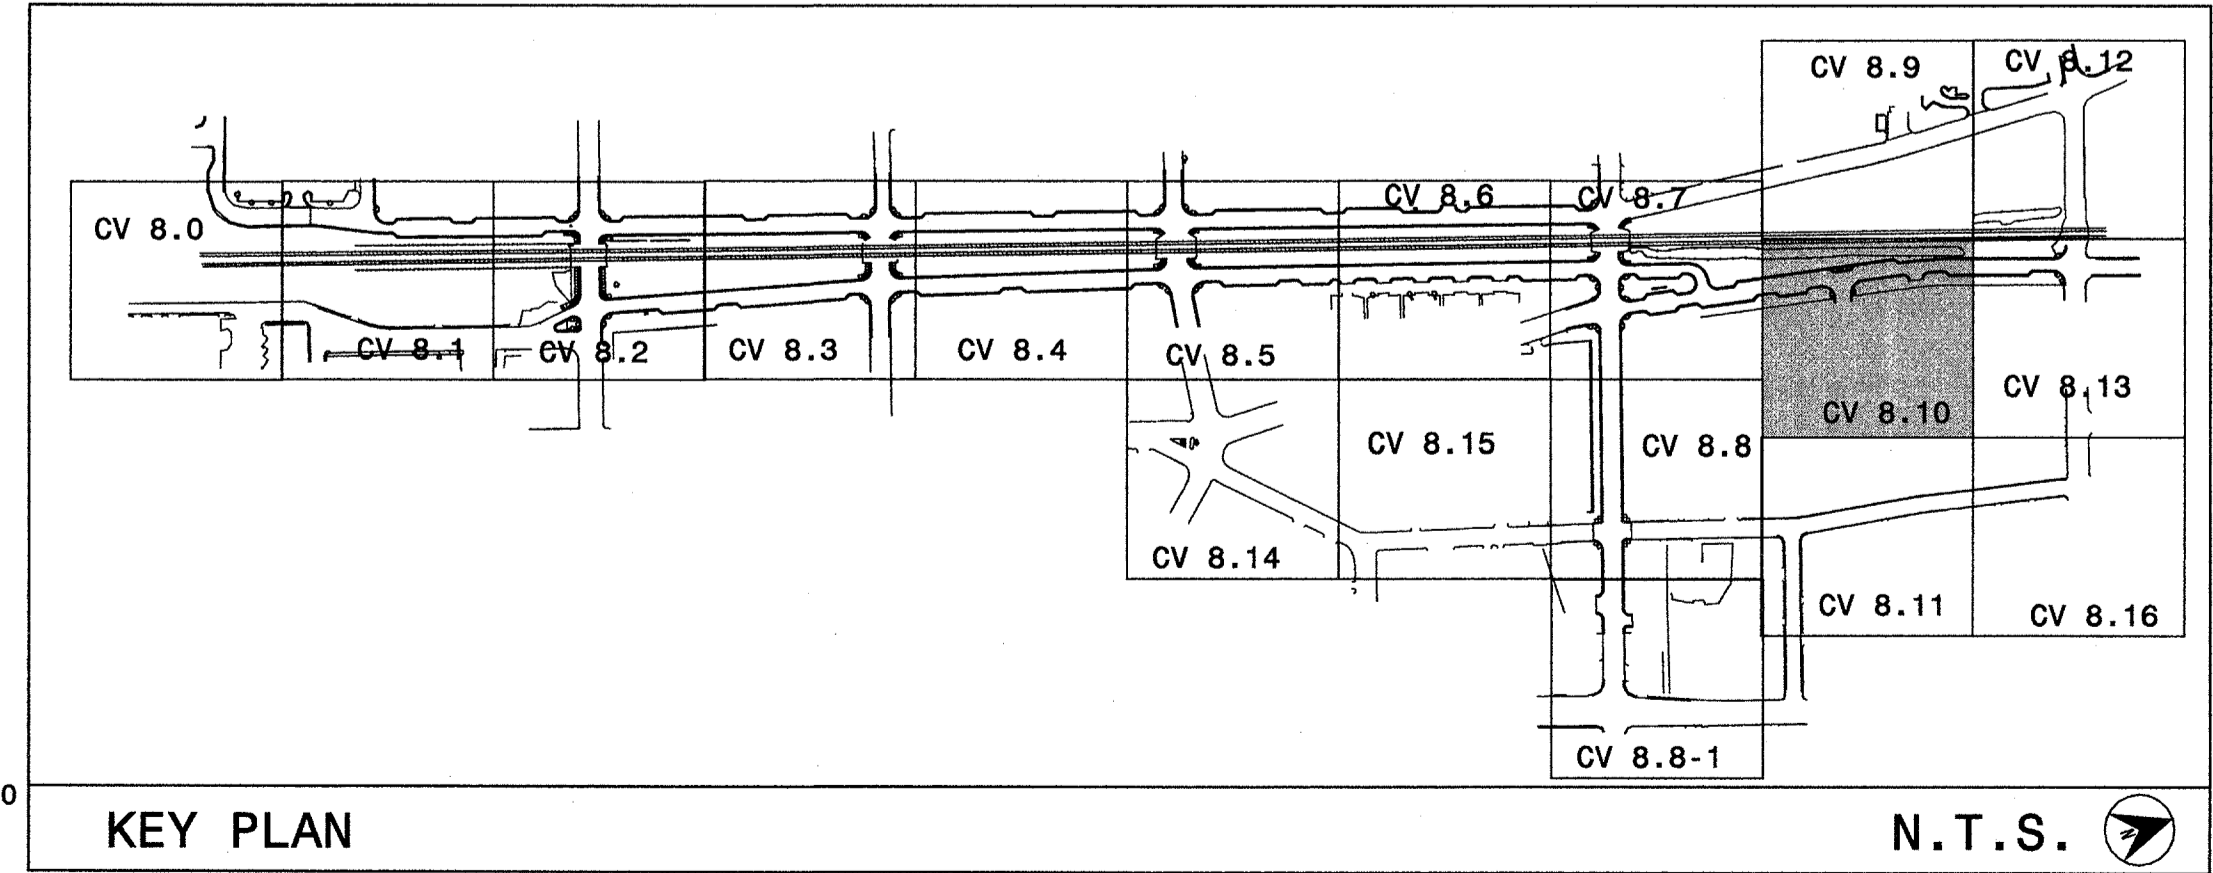 CV 8.9
CV 8.12
CV 8.6
CV 8.7
CV 8.0
CV 8.1
CV 8.2
CV 8.3
CV 8.4
CV 8.5
CV 8.13
CV 8.10
CV 8.15
CV 8.8
CV 8.14
CV 8.11
CV 8.16
CV 8.8-1
0
KEY PLAN
N.T.S.
N